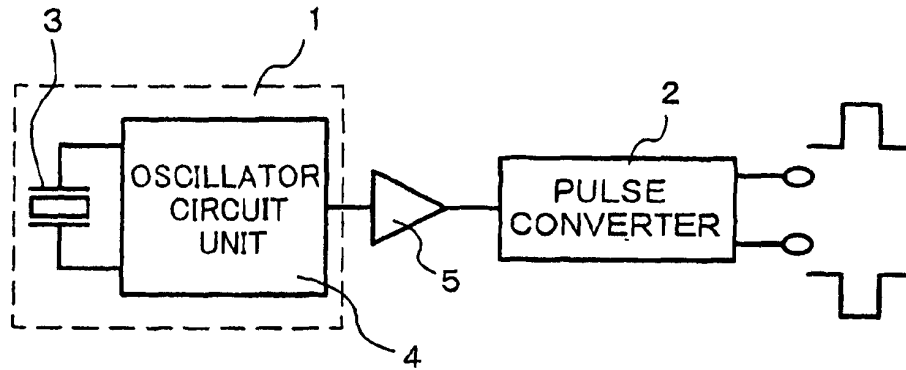 1
3
2
OSCILLATOR
CIRCUIT
UNIT
PULSE
CONVERTER
5
4